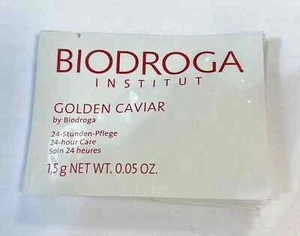 BIODROGA
INSTITUT
GOLDEN CAVIAR
by Biodroga
24-Stunden-Pflege
24-hour Care
Soin 24 heures
1,5 g NET WT. 0.05 OZ.